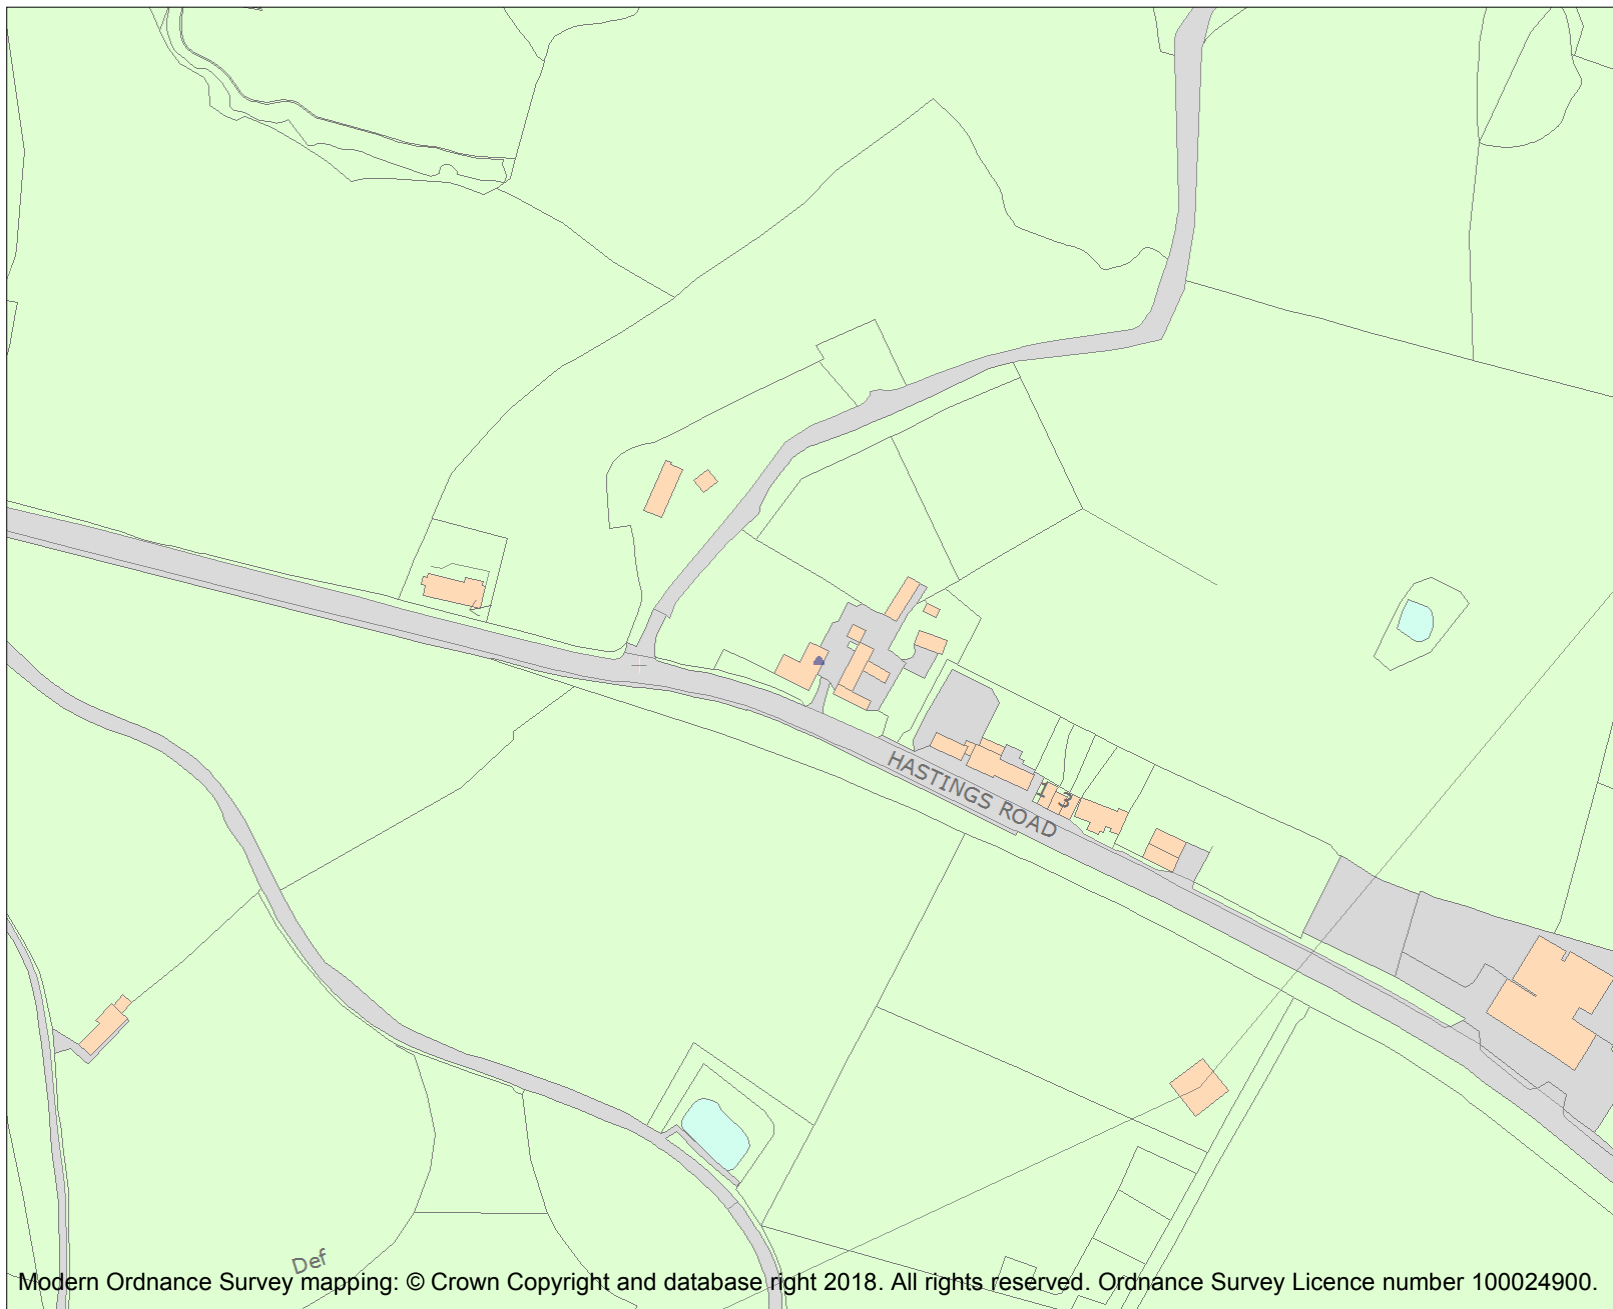 HASTINGS ROAD
1
3
Def
Modern Ordnance Survey mapping: © Crown Copyright and database right 2018. All rights reserved. Ordnance Survey Licence number 100024900.